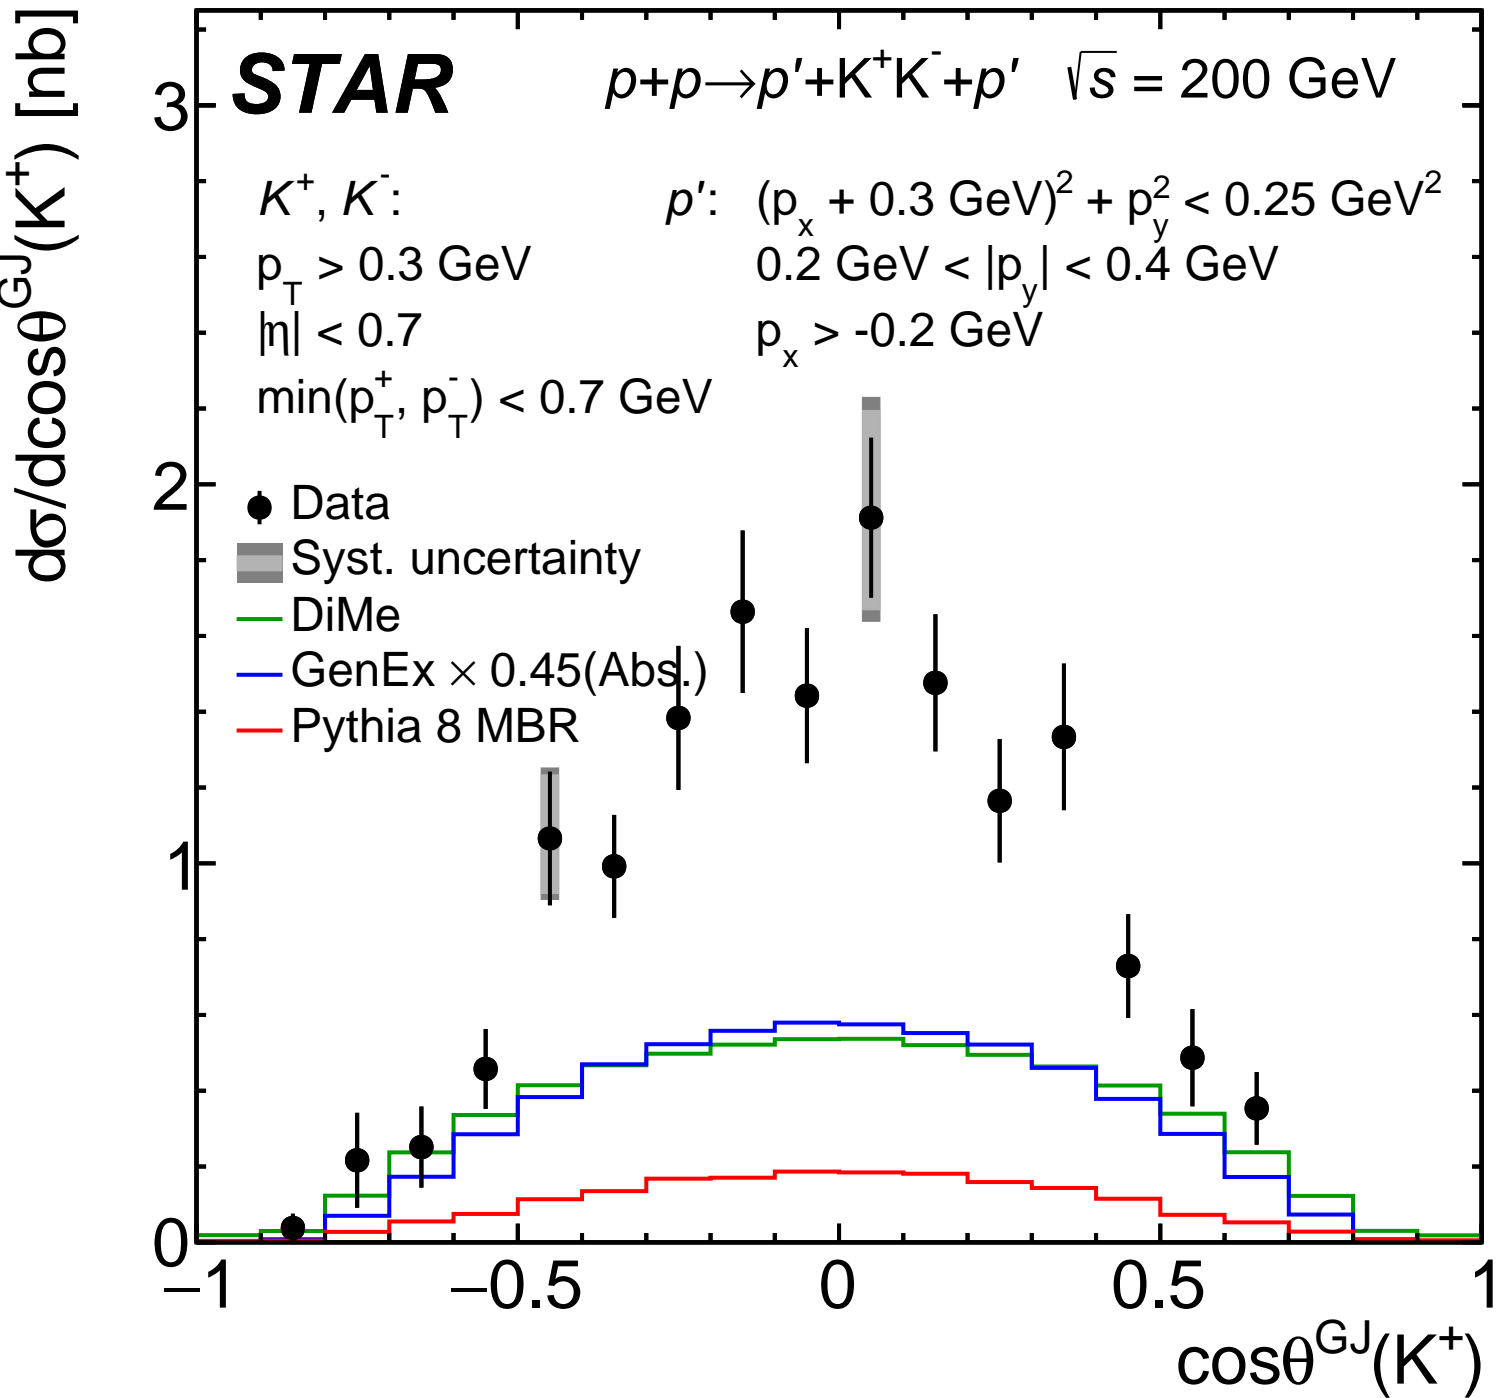 dσ/dcosθ^GJ(K⁺) [nb]
STAR p+p→p′+K⁺K⁻+p′ √s = 200 GeV
K⁺, K⁻: p′: (p_x + 0.3 GeV)² + p_y² < 0.25 GeV²
p_T > 0.3 GeV 0.2 GeV < |p_y| < 0.4 GeV
|η| < 0.7 p_x > -0.2 GeV
min(p_T⁺, p_T⁻) < 0.7 GeV
Data
Syst. uncertainty
DiMe
GenEx × 0.45(Abs.)
Pythia 8 MBR
3
2
1
0
−1 −0.5 0 0.5 1
cosθ^GJ(K⁺)